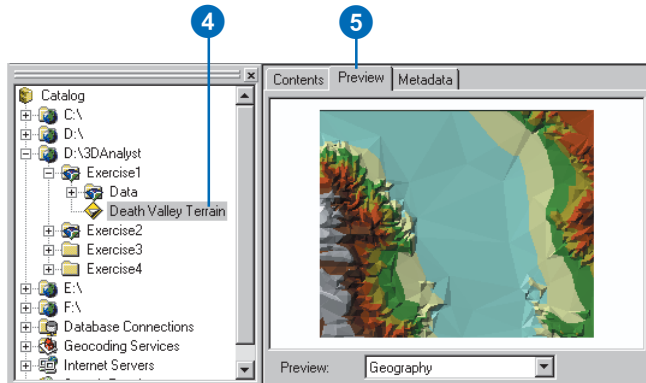 4
5
Catalog
C:\
D:\
D:\3DAnalyst
Exercise1
Data
Death Valley Terrain
Exercise2
Exercise3
Exercise4
E:\
F:\
Database Connections
Geocoding Services
Internet Servers
Contents Preview Metadata
Preview: Geography